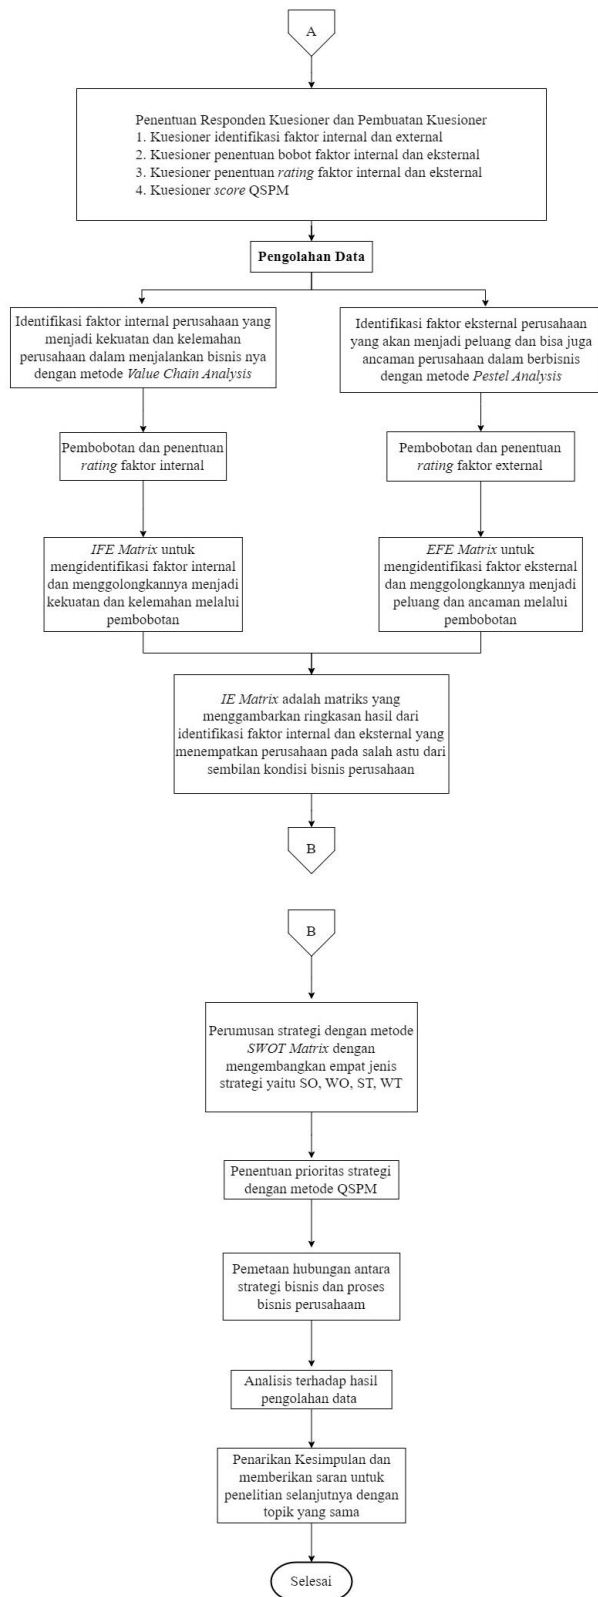 A
Penentuan Responden Kuesioner dan Pembuatan Kuesioner
1. Kuesioner identifikasi faktor internal dan external
2. Kuesioner penentuan bobot faktor internal dan eksternal
3. Kuesioner penentuan rating faktor internal dan eksternal
4. Kuesioner score QSPM
Pengolahan Data
Identifikasi faktor internal perusahaan yang
menjadi kekuatan dan kelemahan
perusahaan dalam menjalankan bisnis nya
dengan metode Value Chain Analysis
Identifikasi faktor eksternal perusahaan
yang akan menjadi peluang dan bisa juga
ancaman perusahaan dalam berbisnis
dengan metode Pestel Analysis
Pembobotan dan penentuan
rating faktor internal
Pembobotan dan penentuan
rating faktor external
IFE Matrix untuk
mengidentifikasi faktor internal
dan menggolongkannya menjadi
kekuatan dan kelemahan melalui
pembobotan
EFE Matrix untuk
mengidentifikasi faktor eksternal
dan menggolongkannya menjadi
peluang dan ancaman melalui
pembobotan
IE Matrix adalah matriks yang
menggambarkan ringkasan hasil dari
identifikasi faktor internal dan eksternal yang
menempatkan perusahaan pada salah astu dari
sembilan kondisi bisnis perusahaan
B
B
Perumusan strategi dengan metode
SWOT Matrix dengan
mengembangkan empat jenis
strategi yaitu SO, WO, ST, WT
Penentuan prioritas strategi
dengan metode QSPM
Pemetaan hubungan antara
strategi bisnis dan proses
bisnis perusahaam
Analisis terhadap hasil
pengolahan data
Penarikan Kesimpulan dan
memberikan saran untuk
penelitian selanjutnya dengan
topik yang sama
Selesai